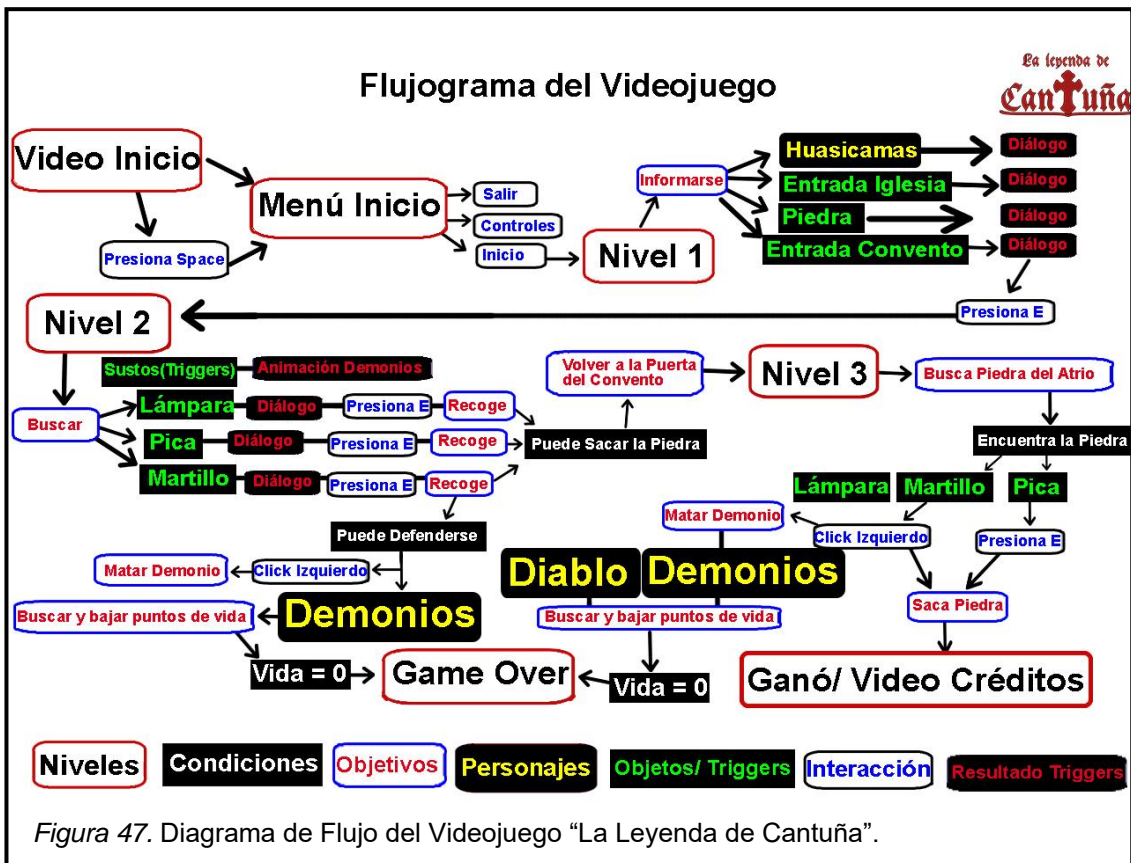 Flujograma del Videojuego
La leyenda de
Cantuña
Video Inicio
Presiona Space
Menú Inicio
Salir
Controles
Inicio
Nivel 1
Informarse
Huasicamas
Diálogo
Entrada Iglesia
Diálogo
Piedra
Diálogo
Entrada Convento
Diálogo
Presiona E
Nivel 2
Sustos(Triggers)
Animación Demonios
Buscar
Lámpara
Diálogo
Presiona E
Recoge
Pica
Diálogo
Presiona E
Recoge
Martillo
Diálogo
Presiona E
Recoge
Puede Sacar la Piedra
Volver a la Puerta
del Convento
Nivel 3
Busca Piedra del Atrio
Encuentra la Piedra
Lámpara
Martillo
Pica
Puede Defenderse
Matar Demonio
Click Izquierdo
Demonios
Buscar y bajar puntos de vida
Vida = 0
Game Over
Matar Demonio
Click Izquierdo
Presiona E
Diablo
Demonios
Buscar y bajar puntos de vida
Vida = 0
Saca Piedra
Ganó/ Video Créditos
Niveles
Condiciones
Objetivos
Personajes
Objetos/ Triggers
Interacción
Resultado Triggers
Figura 47. Diagrama de Flujo del Videojuego “La Leyenda de Cantuña”.